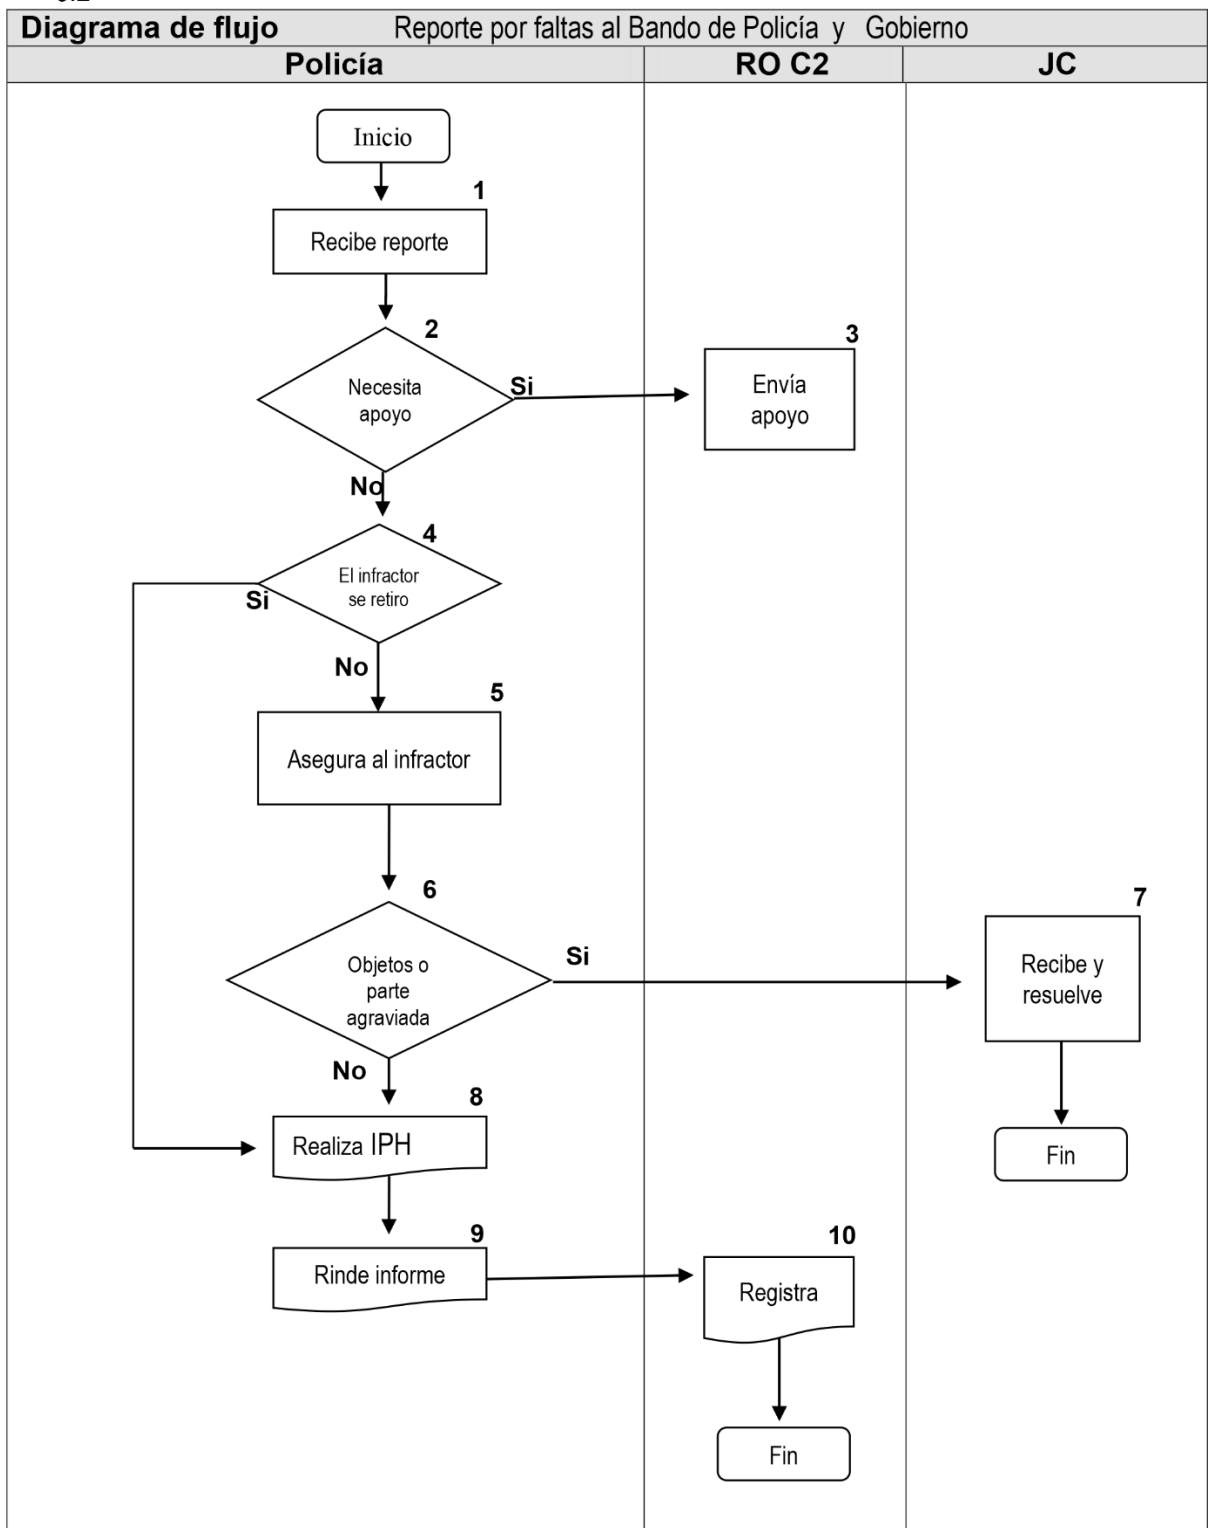 Diagrama de flujo Reporte por faltas al Bando de Policía y Gobierno
Policía RO C2 JC
Inicio
1
Recibe reporte
2
Necesita
apoyo
Si
3
Envía
apoyo
No
4
El infractor
se retiro
Si
No
5
Asegura al infractor
6
Objetos o
parte
agraviada
Si
7
Recibe y
resuelve
No
8
Realiza IPH
Fin
9
Rinde informe
10
Registra
Fin